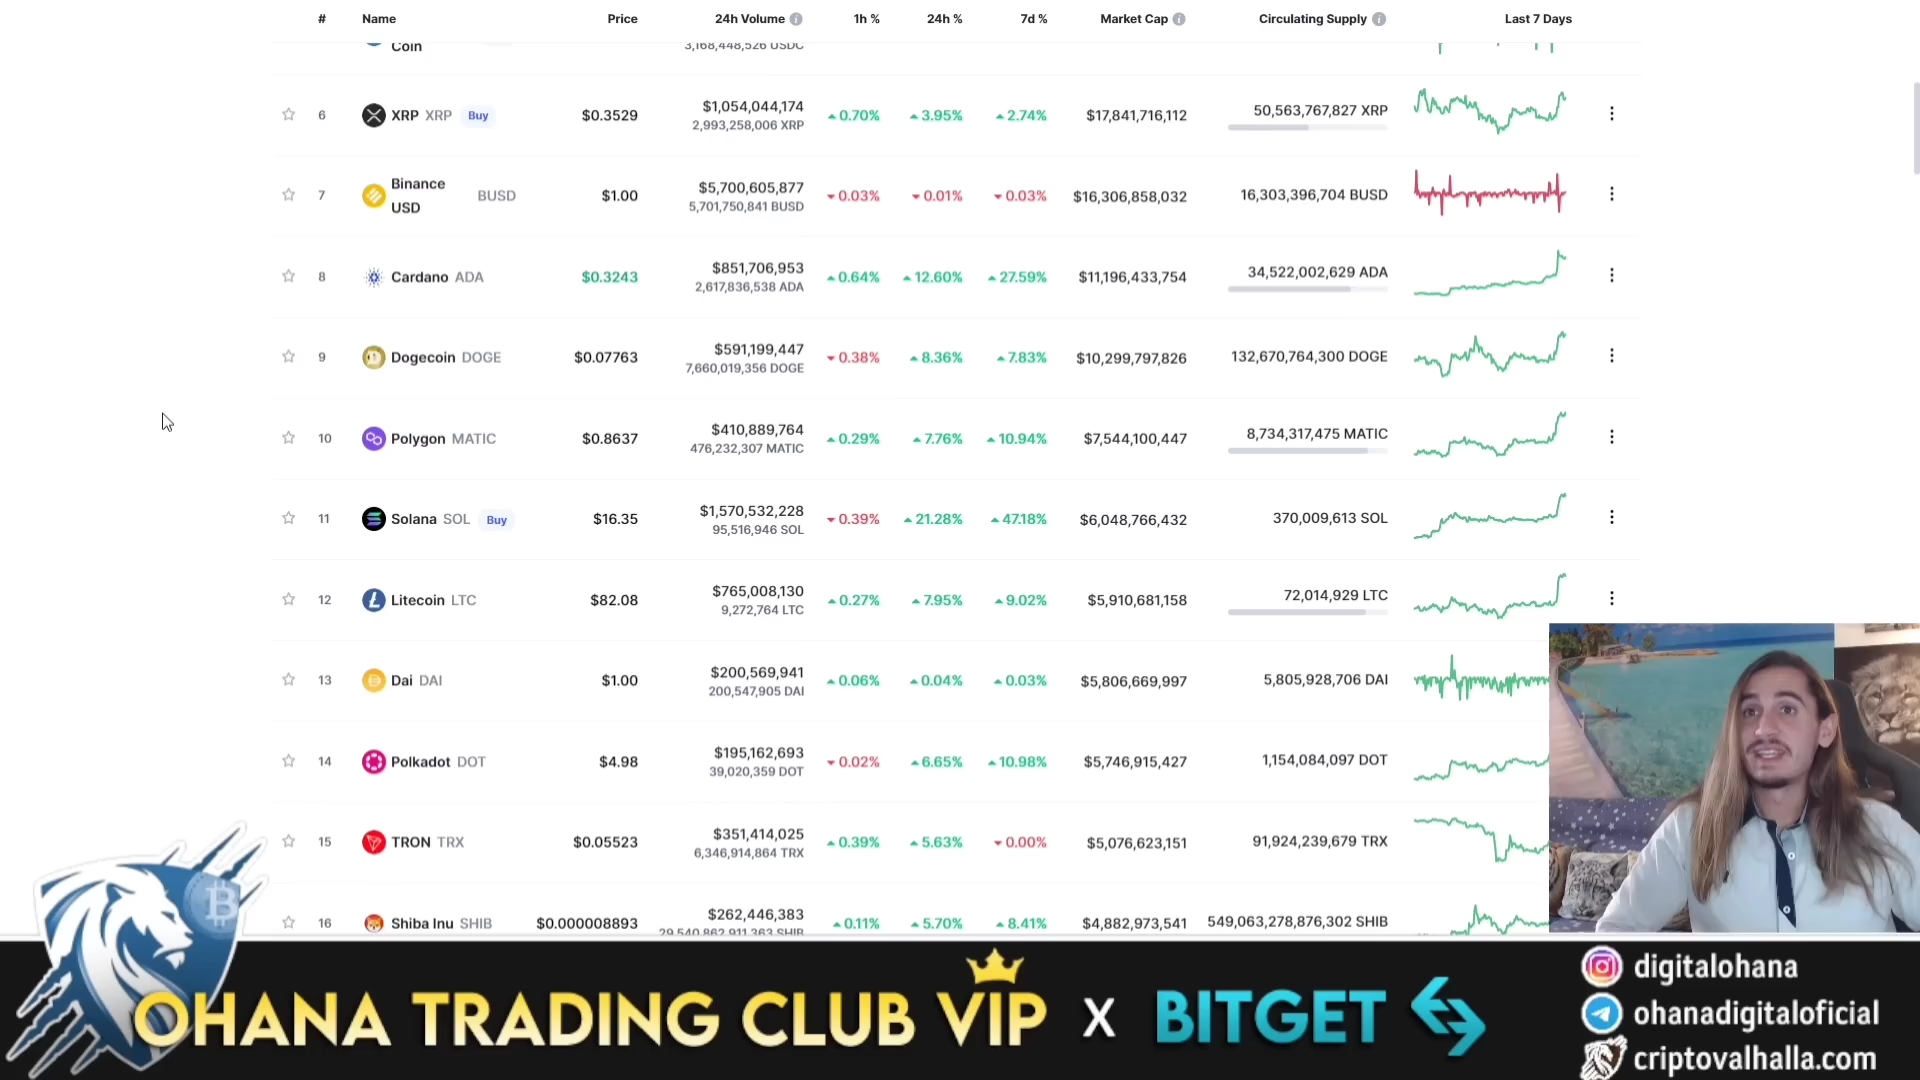 # Name Price 24h Volume 1h % 24h % 7d % Market Cap Circulating Supply Last 7 Days
Coin 3,168,448,526 USDC
6 XRP XRP Buy $0.3529 $1,054,044,174 0.70% 3.95% 2.74% $17,841,716,112 50,563,767,827 XRP
2,993,258,006 XRP
7 Binance USD BUSD $1.00 $5,700,605,877 0.03% 0.01% 0.03% $16,306,858,032 16,303,396,704 BUSD
5,701,750,841 BUSD
8 Cardano ADA $0.3243 $851,706,953 0.64% 12.60% 27.59% $11,196,433,754 34,522,002,629 ADA
2,617,836,538 ADA
9 Dogecoin DOGE $0.07763 $591,199,447 0.38% 8.36% 7.83% $10,299,797,826 132,670,764,300 DOGE
7,660,019,356 DOGE
10 Polygon MATIC $0.8637 $410,889,764 0.29% 7.76% 10.94% $7,544,100,447 8,734,317,475 MATIC
476,232,307 MATIC
11 Solana SOL Buy $16.35 $1,570,532,228 0.39% 21.28% 47.18% $6,048,766,432 370,009,613 SOL
95,516,946 SOL
12 Litecoin LTC $82.08 $765,008,130 0.27% 7.95% 9.02% $5,910,681,158 72,014,929 LTC
9,272,764 LTC
13 Dai DAI $1.00 $200,569,941 0.06% 0.04% 0.03% $5,806,669,997 5,805,928,706 DAI
200,547,905 DAI
14 Polkadot DOT $4.98 $195,162,693 0.02% 6.65% 10.98% $5,746,915,427 1,154,084,097 DOT
39,020,359 DOT
15 TRON TRX $0.05523 $351,414,025 0.39% 5.63% 0.00% $5,076,623,151 91,924,239,679 TRX
6,346,914,864 TRX
16 Shiba Inu SHIB $0.000008893 $262,446,383 0.11% 5.70% 8.41% $4,882,973,541 549,063,278,876,302 SHIB
29,540,862,911,363 SHIB
OHANA TRADING CLUB VIP X BITGET
digitalohana
ohanadigitaloficial
criptovalhalla.com